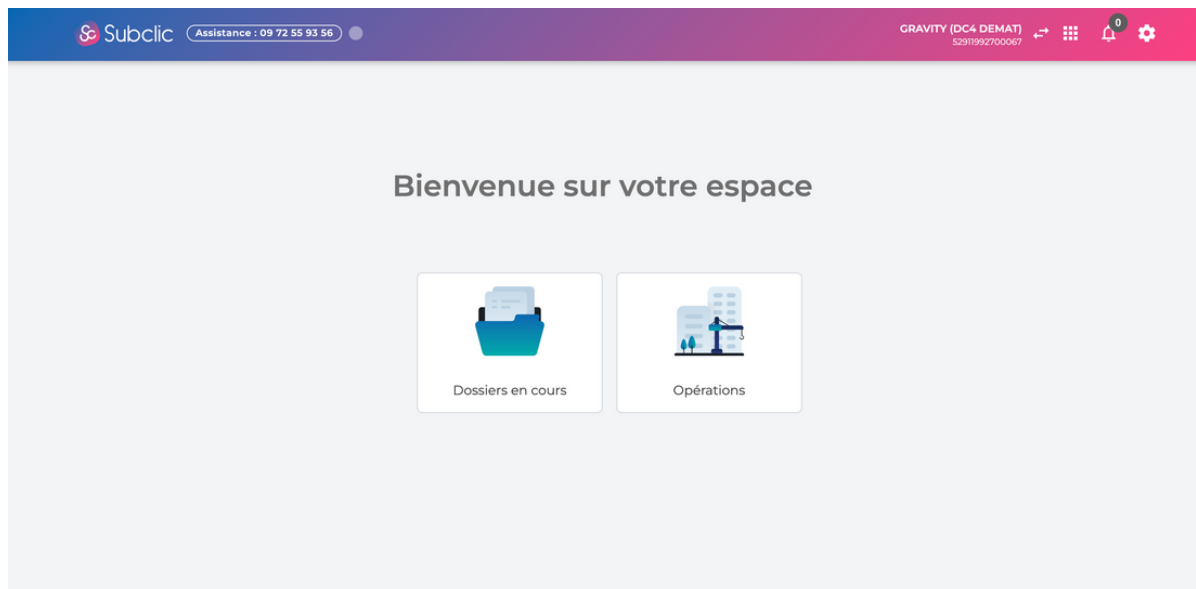 Sc Subclic
Assistance : 09 72 55 93 56
GRAVITY (DC4 DEMAT)
52911992700067
0
Bienvenue sur votre espace
Dossiers en cours
Opérations